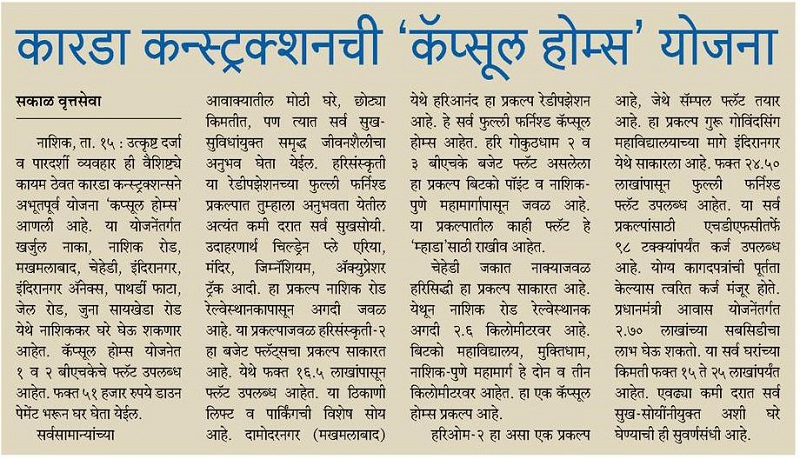 कारडा कन्स्ट्रक्शनची ‘कॅप्सूल होम्स’ योजना
सकाळ वृत्तसेवा
नाशिक, ता. १५ : उत्कृष्ट दर्जा
व पारदर्शी व्यवहार ही वैशिष्ट्ये
कायम ठेवत कारडा कन्स्ट्रक्शन्सने
अभूतपूर्व योजना ‘कप्सूल होम्स’
आणली आहे. या योजनेंतर्गत
खर्जुल नाका, नाशिक रोड,
मखमलाबाद, चेहेडी, इंदिरानगर,
इंदिरानगर ॲनेक्स, पाथर्डी फाटा,
जेल रोड, जुना सायखेडा रोड
येथे नाशिककर घरे घेऊ शकणार
आहेत. कॅप्सूल होम्स योजनेत
१ व २ बीएचकेचे फ्लॅट उपलब्ध
आहेत. फक्त ५१ हजार रुपये डाउन
पेमेंट भरून घर घेता येईल.
सर्वसामान्यांच्या
आवाक्यातील मोठी घरे, छोट्या
किमतीत, पण त्यात सर्व सुख-
सुविधांयुक्त समृद्ध जीवनशैलीचा
अनुभव घेता येईल. हरिसंस्कृती
या रेडीपझेशनच्या फुल्ली फर्निश्ड
प्रकल्पात तुम्हाला अनुभवता येतील
अत्यंत कमी दरात सर्व सुखसोयी.
उदाहरणार्थ चिल्ड्रेन प्ले एरिया,
मंदिर, जिम्नॅशियम, ॲक्युप्रेशर
ट्रॅक आदी. हा प्रकल्प नाशिक रोड
रेल्वेस्थानकापासून अगदी जवळ
आहे. या प्रकल्पाजवळ हरिसंस्कृती-२
हा बजेट फ्लॅट्सचा प्रकल्प साकारत
आहे. येथे फक्त १६.५ लाखांपासून
फ्लॅट उपलब्ध आहेत. या ठिकाणी
लिफ्ट व पार्किंगची विशेष सोय
आहे. दामोदरनगर (मखमलाबाद)
येथे हरिआनंद हा प्रकल्प रेडीपझेशन
आहे. हे सर्व फुल्ली फर्निश्ड कॅप्सूल
होम्स आहेत. हरि गोकुठधाम २ व
३ बीएचके बजेट फ्लॅट असलेला
हा प्रकल्प बिटको पॉइंट व नाशिक-
पुणे महामार्गापासून जवळ आहे.
या प्रकल्पातील काही फ्लॅट हे
‘म्हाडा’साठी राखीव आहेत.
चेहेडी जकात नाक्याजवळ
हरिसिद्धी हा प्रकल्प साकारत आहे.
येथून नाशिक रोड रेल्वेस्थानक
अगदी २.६ किलोमीटरवर आहे.
बिटको महाविद्यालय, मुक्तिधाम,
नाशिक-पुणे महामार्ग हे दोन व तीन
किलोमीटरवर आहेत. हा एक कॅप्सूल
होम्स प्रकल्प आहे.
हरिओम-२ हा असा एक प्रकल्प
आहे, जेथे सॅम्पल फ्लॅट तयार
आहे. हा प्रकल्प गुरू गोविंदसिंग
महाविद्यालयाच्या मागे इंदिरानगर
येथे साकारला आहे. फक्त २४.५०
लाखांपासून फुल्ली फर्निश्ड
फ्लॅट उपलब्ध आहेत. या सर्व
प्रकल्पांसाठी एचडीएफसीतर्फे
९८ टक्क्यांपर्यंत कर्ज उपलब्ध
आहे. योग्य कागदपत्रांची पूर्तता
केल्यास त्वरित कर्ज मंजूर होते.
प्रधानमंत्री आवास योजनेंतर्गत
२.७० लाखांच्या सबसिडीचा
लाभ घेऊ शकतो. या सर्व घरांच्या
किमती फक्त १५ ते २५ लाखांपर्यंत
आहेत. एवढ्या कमी दरात सर्व
सुख-सोयींनीयुक्त अशी घरे
घेण्याची ही सुवर्णसंधी आहे.